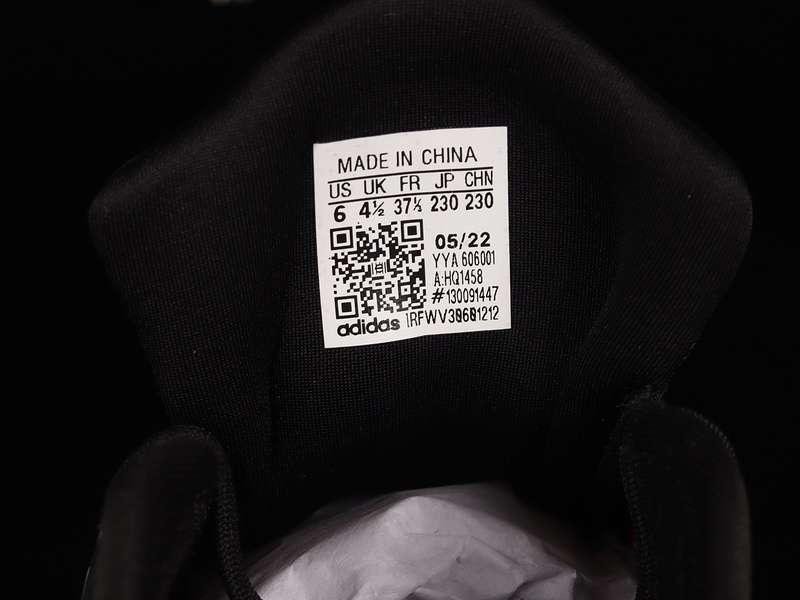 MADE IN CHINA
US UK FR JP CHN
6 4½ 37⅓ 230 230
05/22
YYA 606001
A:HQ1458
#130091447
adidas 1RFWV30601212